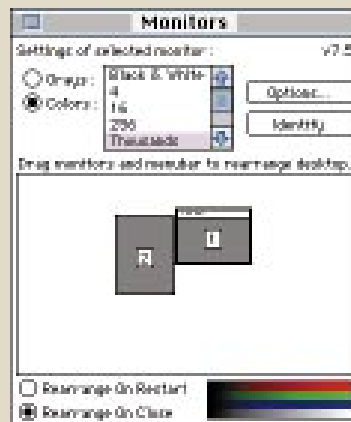 Monitors
Settings of selected monitor: v7.5
Grays:
Colors:
Black & White
4
16
256
Thousands
Options...
Identify
Drag monitors and menubar to rearrange desktop.
2
1
Rearrange On Restart
Rearrange On Close